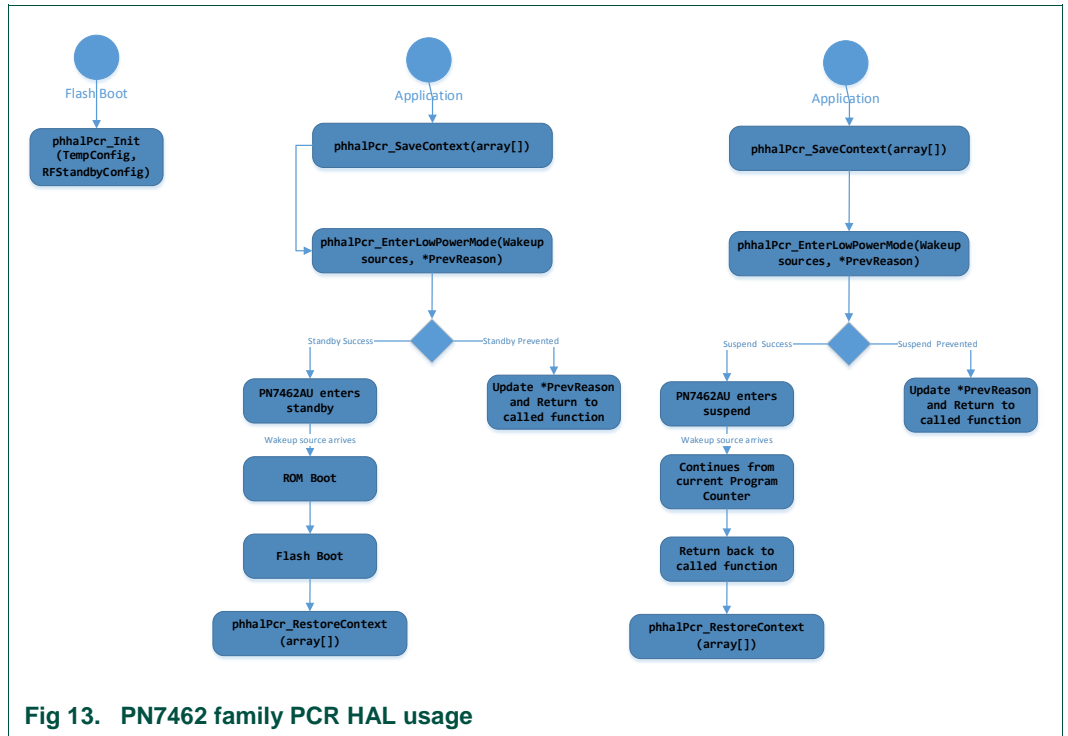 Flash Boot
phhalPcr_Init
(TempConfig,
RFStandbyConfig)
Application
phhalPcr_SaveContext(array[])
phhalPcr_EnterLowPowerMode(Wakeup
sources, *PrevReason)
Standby Success
Standby Prevented
PN7462AU enters
standby
Update *PrevReason
and Return to
called function
Wakeup source arrives
ROM Boot
Flash Boot
phhalPcr_RestoreContext
(array[])
Application
phhalPcr_SaveContext(array[])
phhalPcr_EnterLowPowerMode(Wakeup
sources, *PrevReason)
Suspend Success
Suspend Prevented
PN7462AU enters
suspend
Update *PrevReason
and Return to
called function
Wakeup source arrives
Continues from
current Program
Counter
Return back to
called function
phhalPcr_RestoreContext
(array[])
Fig 13. PN7462 family PCR HAL usage